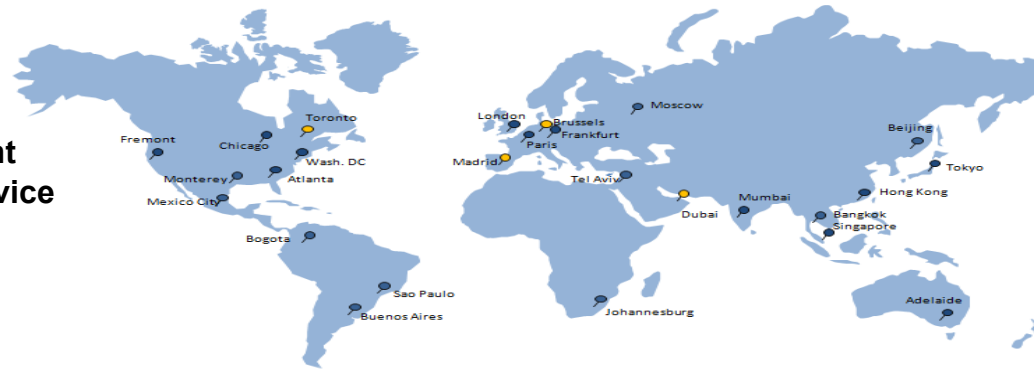 nt
vice
Fremont
Chicago
Toronto
Wash. DC
Monterey
Atlanta
Mexico City
Bogota
Sao Paulo
Buenos Aires
London
Brussels
Frankfurt
Paris
Madrid
Moscow
Tel Aviv
Dubai
Mumbai
Johannesburg
Beijing
Tokyo
Hong Kong
Bangkok
Singapore
Adelaide